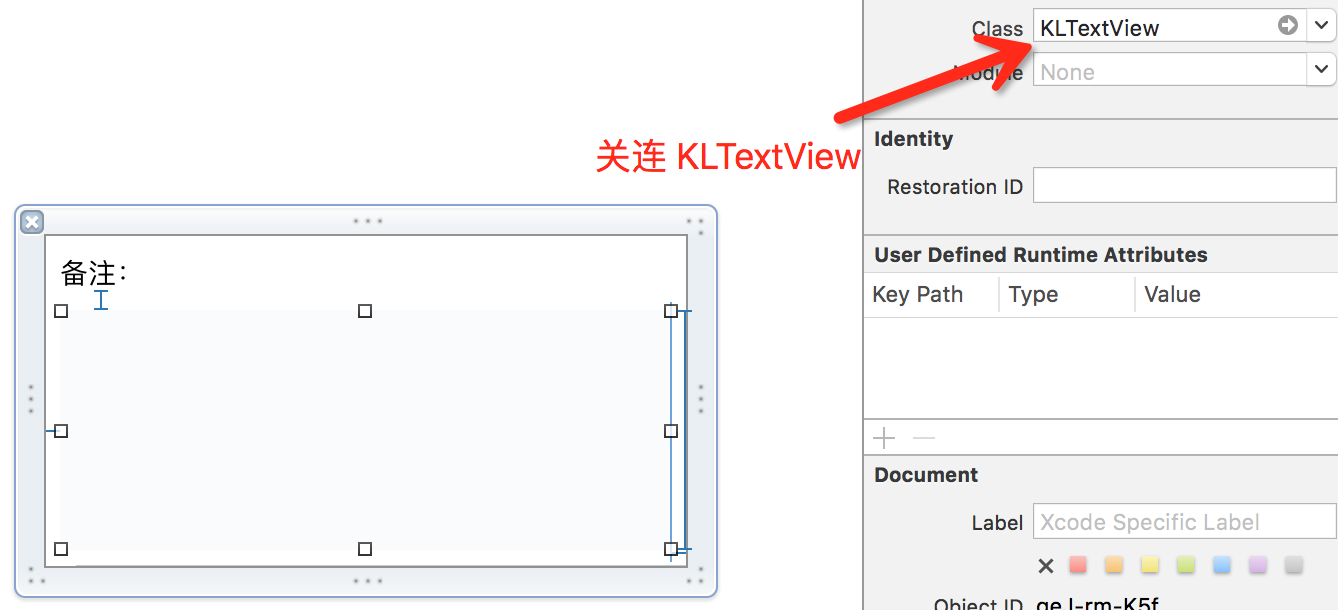 Class KLTextView
Module None
关连 KLTextView
Identity
Restoration ID
备注：
User Defined Runtime Attributes
Key Path Type Value
Document
Label Xcode Specific Label
Object ID